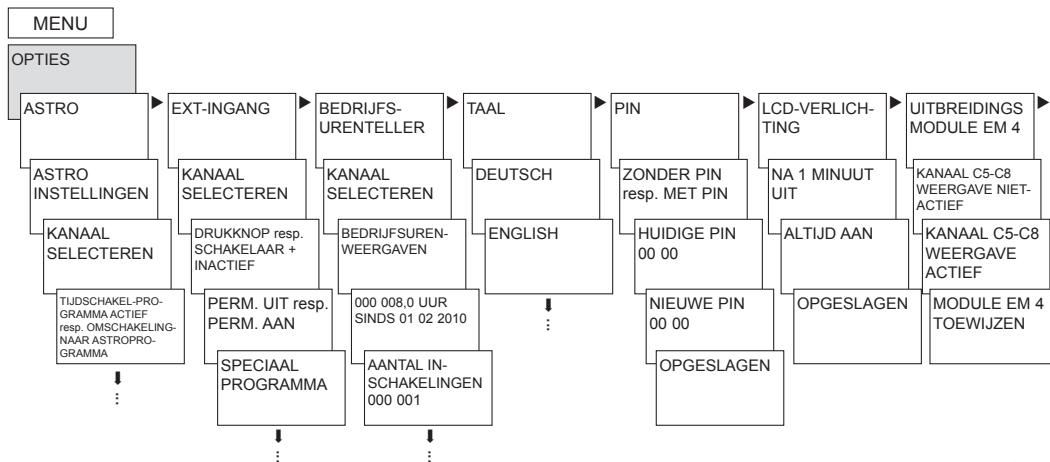 MENU
OPTIES
ASTRO
ASTRO
INSTELLINGEN
KANAAL
SELECTEREN
TIJDSCHAKEL-PRO-
GRAMMA ACTIEF
resp. OMSCHAKELING-
NAAR ASTROPRO-
GRAMMA
EXT-INGANG
KANAAL
SELECTEREN
DRUKKNOP resp.
SCHAKELAAR +
INACTIEF
PERM. UIT resp.
PERM. AAN
SPECIAAL
PROGRAMMA
BEDRIJFS-
URENTELLER
KANAAL
SELECTEREN
BEDRIJFSUREN-
WEERGAVEN
000 008,0 UUR
SINDS 01 02 2010
AANTAL IN-
SCHAKELINGEN
000 001
TAAL
DEUTSCH
ENGLISH
PIN
ZONDER PIN
resp. MET PIN
HUIDIGE PIN
00 00
NIEUWE PIN
00 00
OPGESLAGEN
LCD-VERLICH-
TING
NA 1 MINUUT
UIT
ALTIJD AAN
OPGESLAGEN
UITBREIDINGS
MODULE EM 4
KANAAL C5-C8
WEERGAVE NIET-
ACTIEF
KANAAL C5-C8
WEERGAVE
ACTIEF
MODULE EM 4
TOEWIJZEN